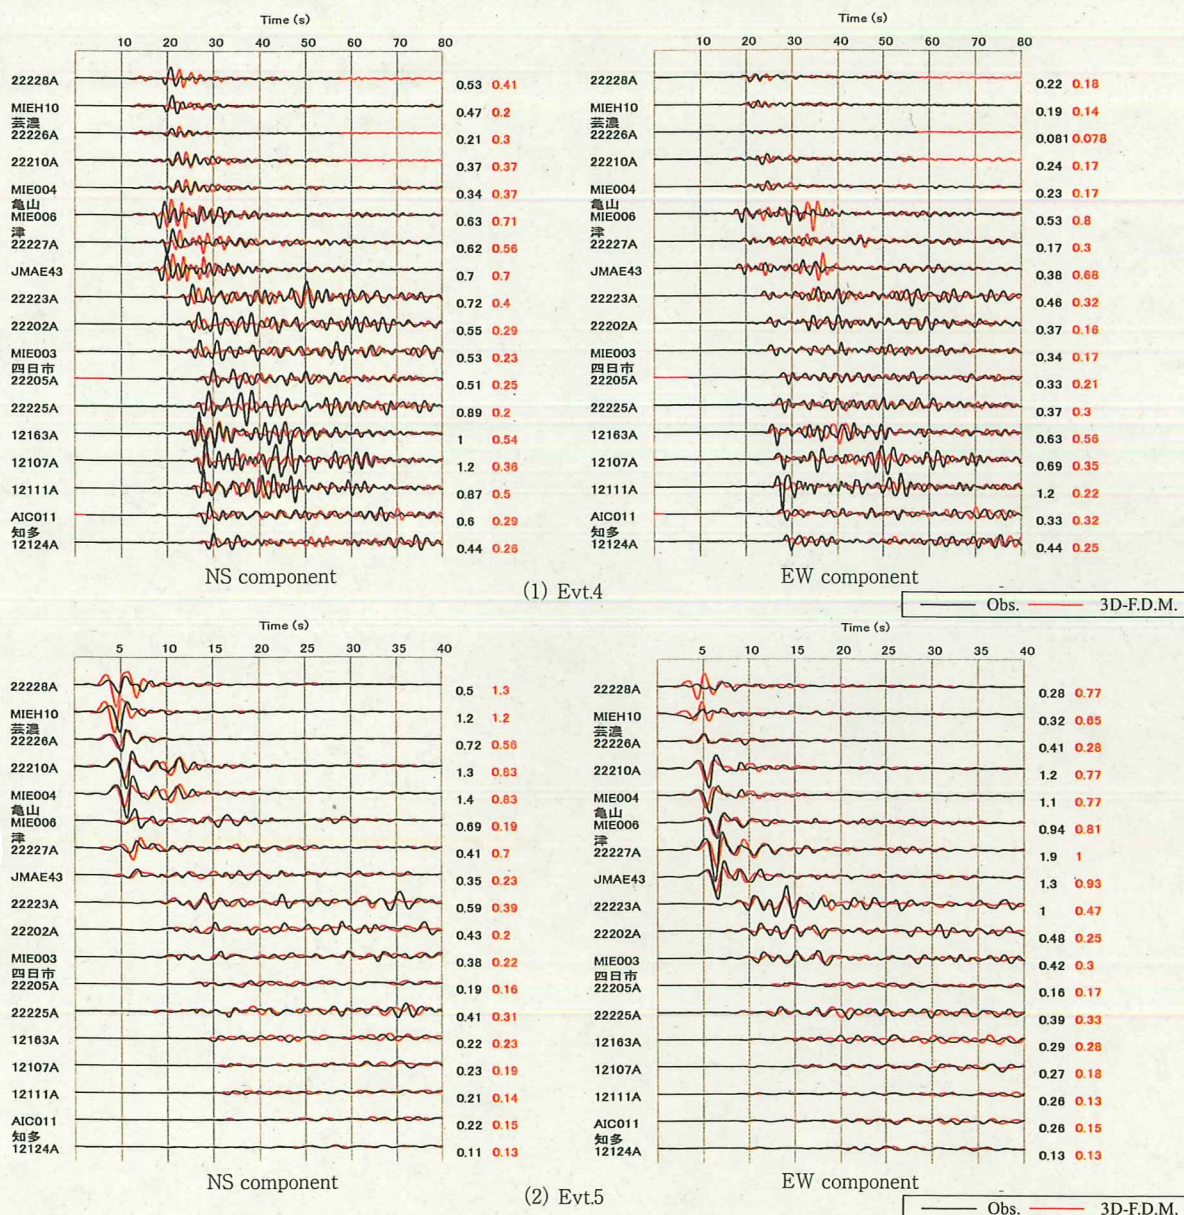 Time (s)
10 20 30 40 50 60 70 80
22228A 0.53 0.41
MIEH10 0.47 0.2
芸濃
22226A 0.21 0.3
22210A 0.37 0.37
MIE004 0.34 0.37
亀山
MIE006 0.63 0.71
津
22227A 0.62 0.56
JMAE43 0.7 0.7
22223A 0.72 0.4
22202A 0.55 0.29
MIE003 0.53 0.23
四日市
22205A 0.51 0.25
22225A 0.89 0.2
12163A 1 0.54
12107A 1.2 0.36
12111A 0.87 0.5
AIC011 0.6 0.29
知多
12124A 0.44 0.26
NS component
Time (s)
10 20 30 40 50 60 70 80
22228A 0.22 0.18
MIEH10 0.19 0.14
芸濃
22226A 0.081 0.078
22210A 0.24 0.17
MIE004 0.23 0.17
亀山
MIE006 0.53 0.8
津
22227A 0.17 0.3
JMAE43 0.38 0.68
22223A 0.46 0.32
22202A 0.37 0.16
MIE003 0.34 0.17
四日市
22205A 0.33 0.21
22225A 0.37 0.3
12163A 0.63 0.56
12107A 0.69 0.35
12111A 1.2 0.22
AIC011 0.33 0.32
知多
12124A 0.44 0.25
EW component
(1) Evt.4
Obs. 3D-F.D.M.
Time (s)
5 10 15 20 25 30 35 40
22228A 0.5 1.3
MIEH10 1.2 1.2
芸濃
22226A 0.72 0.56
22210A 1.3 0.83
MIE004 1.4 0.83
亀山
MIE006 0.69 0.19
津
22227A 0.41 0.7
JMAE43 0.35 0.23
22223A 0.59 0.39
22202A 0.43 0.2
MIE003 0.38 0.22
四日市
22205A 0.19 0.16
22225A 0.41 0.31
12163A 0.22 0.23
12107A 0.23 0.19
12111A 0.21 0.14
AIC011 0.22 0.15
知多
12124A 0.11 0.13
NS component
Time (s)
5 10 15 20 25 30 35 40
22228A 0.28 0.77
MIEH10 0.32 0.65
芸濃
22226A 0.41 0.28
22210A 1.2 0.77
MIE004 1.1 0.77
亀山
MIE006 0.94 0.81
津
22227A 1.9 1
JMAE43 1.3 0.93
22223A 1 0.47
22202A 0.48 0.25
MIE003 0.42 0.3
四日市
22205A 0.16 0.17
22225A 0.39 0.33
12163A 0.29 0.28
12107A 0.27 0.18
12111A 0.26 0.13
AIC011 0.26 0.15
知多
12124A 0.13 0.13
EW component
(2) Evt.5
Obs. 3D-F.D.M.